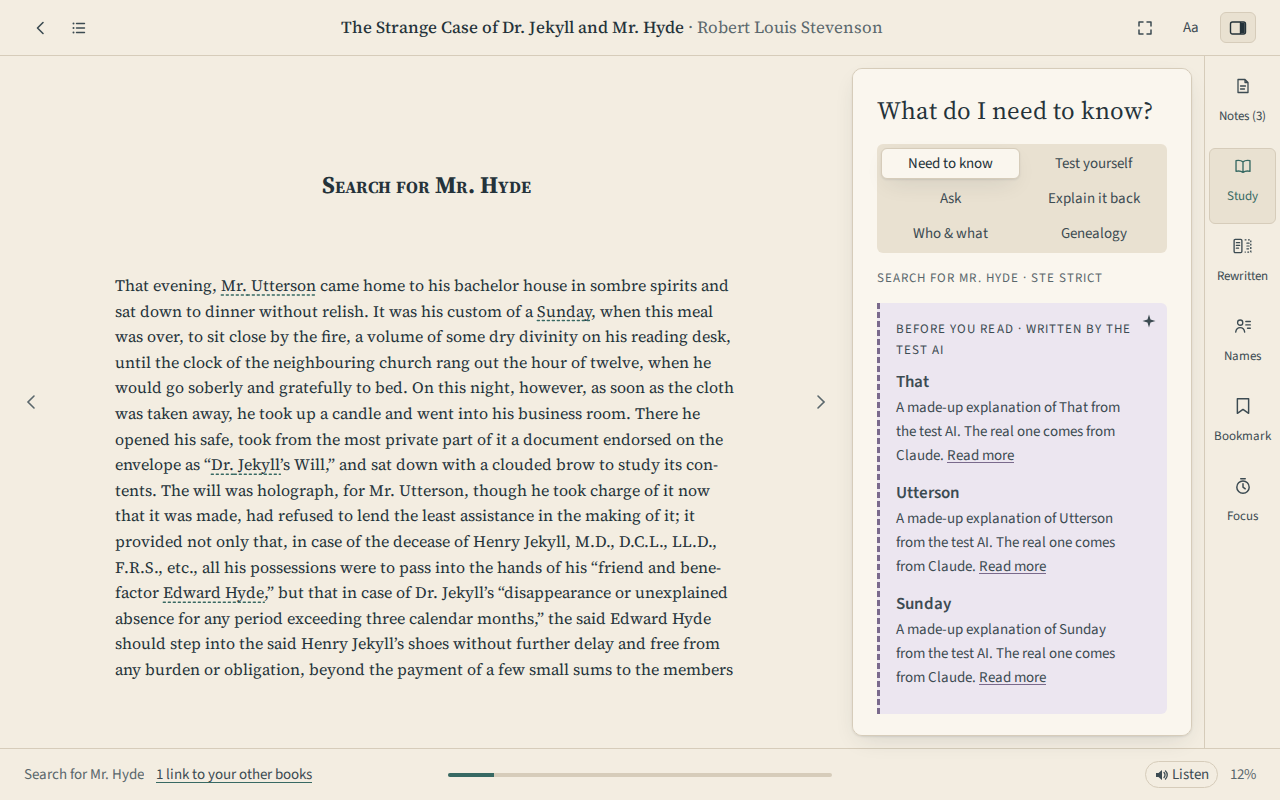 The Strange Case of Dr. Jekyll and Mr. Hyde · Robert Louis Stevenson
Aa
Search for Mr. Hyde
That evening, Mr. Utterson came home to his bachelor house in sombre spirits and
sat down to dinner without relish. It was his custom of a Sunday, when this meal
was over, to sit close by the fire, a volume of some dry divinity on his reading desk,
until the clock of the neighbouring church rang out the hour of twelve, when he
would go soberly and gratefully to bed. On this night, however, as soon as the cloth
was taken away, he took up a candle and went into his business room. There he
opened his safe, took from the most private part of it a document endorsed on the
envelope as “Dr. Jekyll’s Will,” and sat down with a clouded brow to study its con-
tents. The will was holograph, for Mr. Utterson, though he took charge of it now
that it was made, had refused to lend the least assistance in the making of it; it
provided not only that, in case of the decease of Henry Jekyll, M.D., D.C.L., LL.D.,
F.R.S., etc., all his possessions were to pass into the hands of his “friend and bene-
factor Edward Hyde,” but that in case of Dr. Jekyll’s “disappearance or unexplained
absence for any period exceeding three calendar months,” the said Edward Hyde
should step into the said Henry Jekyll’s shoes without further delay and free from
any burden or obligation, beyond the payment of a few small sums to the members
What do I need to know?
Need to know
Test yourself
Ask
Explain it back
Who & what
Genealogy
SEARCH FOR MR. HYDE · STE STRICT
BEFORE YOU READ · WRITTEN BY THE
TEST AI
That
A made-up explanation of That from
the test AI. The real one comes from
Claude. Read more
Utterson
A made-up explanation of Utterson
from the test AI. The real one comes
from Claude. Read more
Sunday
A made-up explanation of Sunday
from the test AI. The real one comes
from Claude. Read more
Notes (3)
Study
Rewritten
Names
Bookmark
Focus
Search for Mr. Hyde
1 link to your other books
Listen
12%